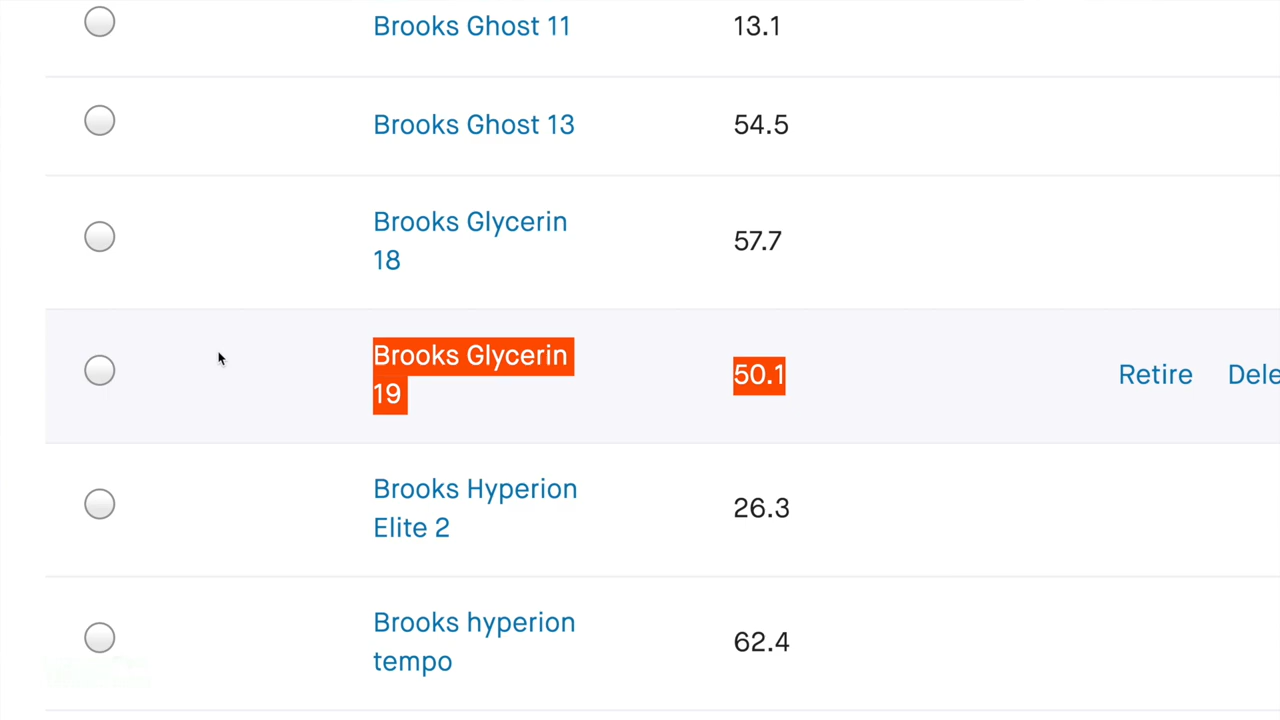 Brooks Ghost 11 13.1
Brooks Ghost 13 54.5
Brooks Glycerin
18 57.7
Brooks Glycerin
19 50.1 Retire Dele
Brooks Hyperion
Elite 2 26.3
Brooks hyperion
tempo 62.4